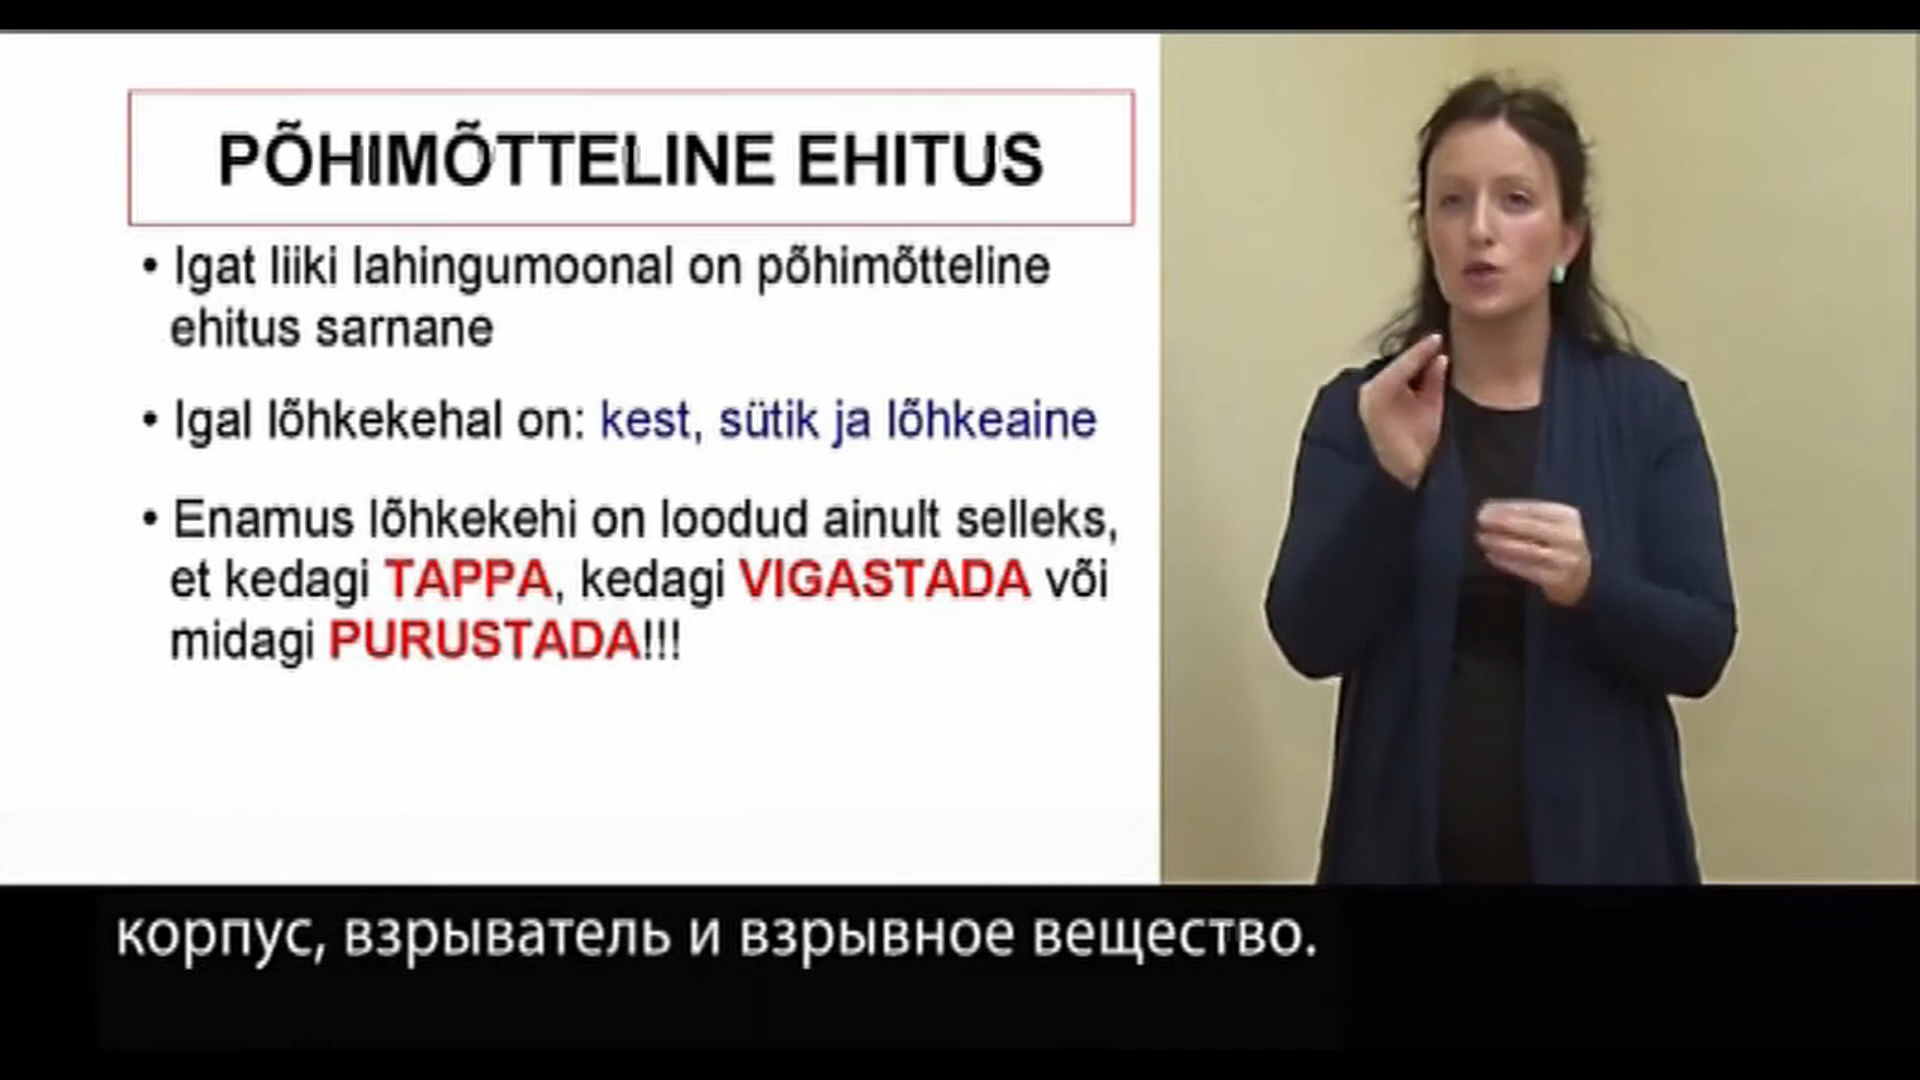 PÕHIMÕTTELINE EHITUS
• Igat liiki lahingumoonal on põhimõtteline
ehitus sarnane
• Igal lõhkekehal on: kest, sütik ja lõhkeaine
• Enamus lõhkekehi on loodud ainult selleks,
et kedagi TAPPA, kedagi VIGASTADA või
midagi PURUSTADA!!!
корпус, взрыватель и взрывное вещество.